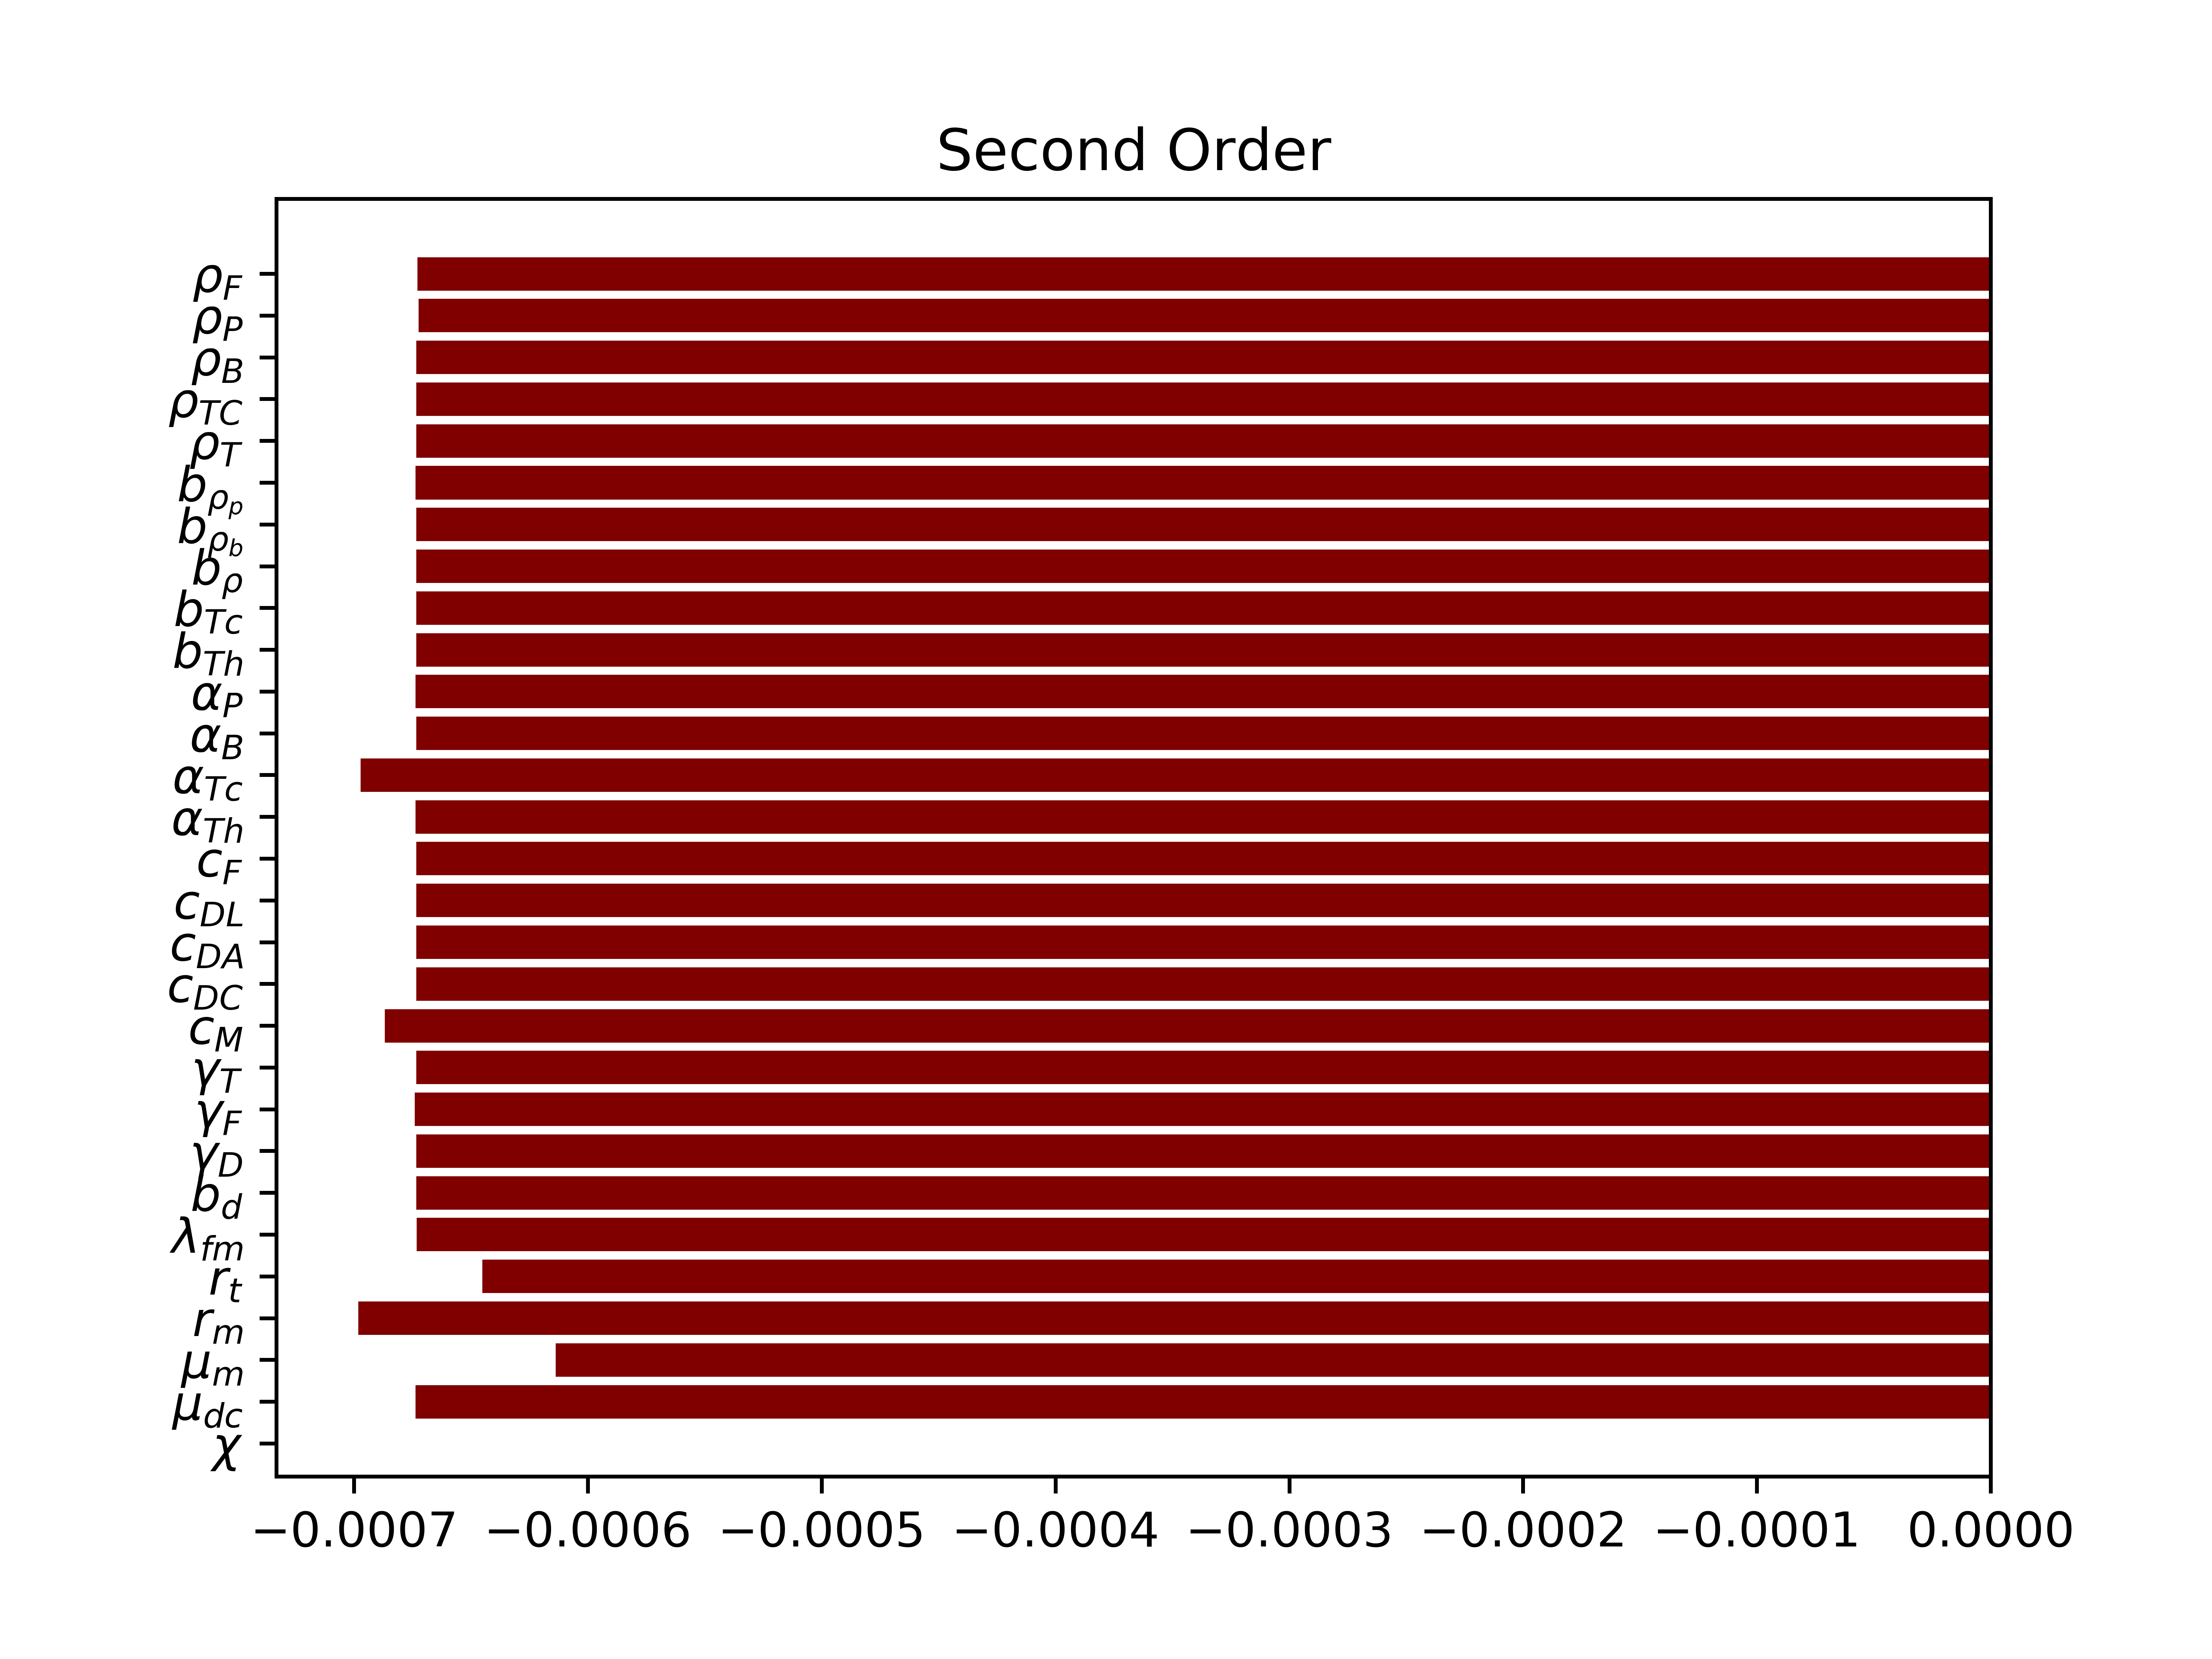 Second Order
ρ_F
ρ_P
ρ_B
ρ_TC
ρ_T
b_ρ_p
b_ρ_b
b_ρ
b_Tc
b_Th
α_P
α_B
α_Tc
α_Th
c_F
c_DL
c_DA
c_DC
c_M
γ_T
γ_F
γ_D
b_d
λ_fm
r_t
r_m
μ_m
μ_dc
χ
−0.0007 −0.0006 −0.0005 −0.0004 −0.0003 −0.0002 −0.0001 0.0000